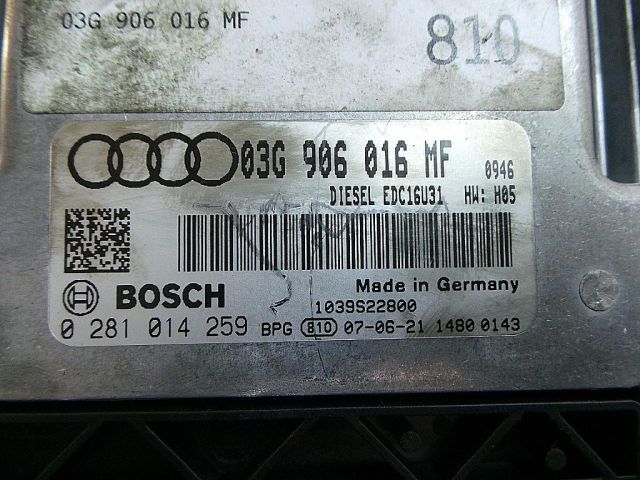 03G 906 016 MF
810
03G 906 016 MF 0946
DIESEL EDC16U31 HW: H05
BOSCH
Made in Germany
1039S22800
0 281 014 259 BPG 810 07-06-21 1480 0143